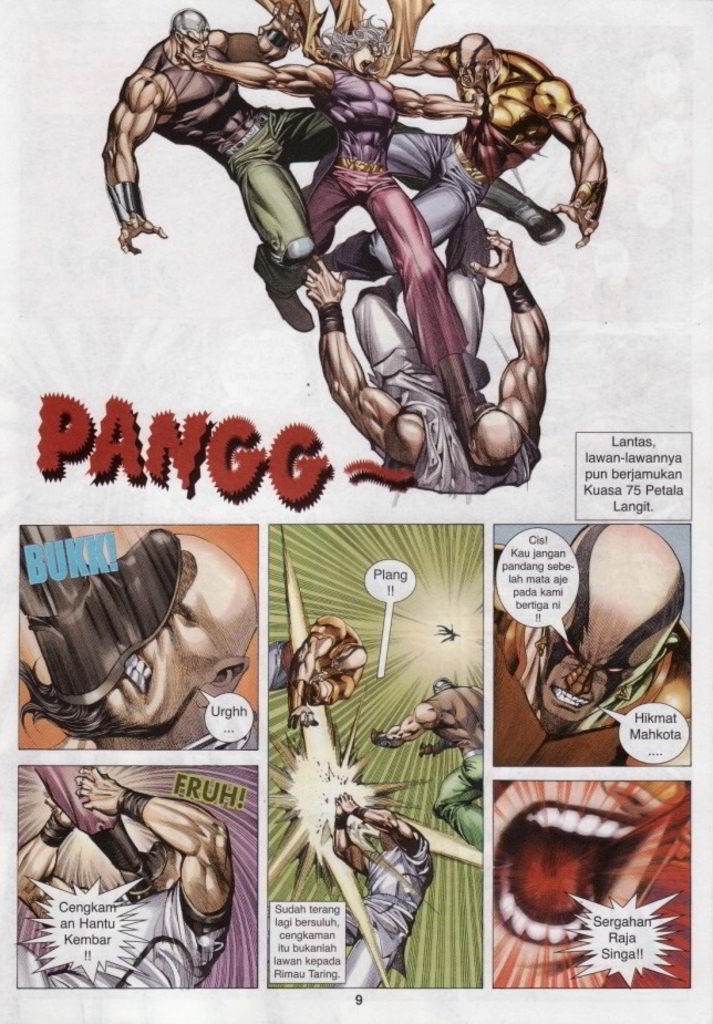 PANGG~
Lantas,
lawan-lawannya
pun berjamukan
Kuasa 75 Petala
Langit.
BUKK!
Urghh
...
FRUH!
Cengkam
an Hantu
Kembar
!!
Plang
!!
Sudah terang
lagi bersuluh,
cengkaman
itu bukanlah
lawan kepada
Rimau Taring.
Cis!
Kau jangan
pandang sebe-
lah mata aje
pada kami
bertiga ni
!!
Hikmat
Mahkota
....
Sergahan
Raja
Singa!!
9